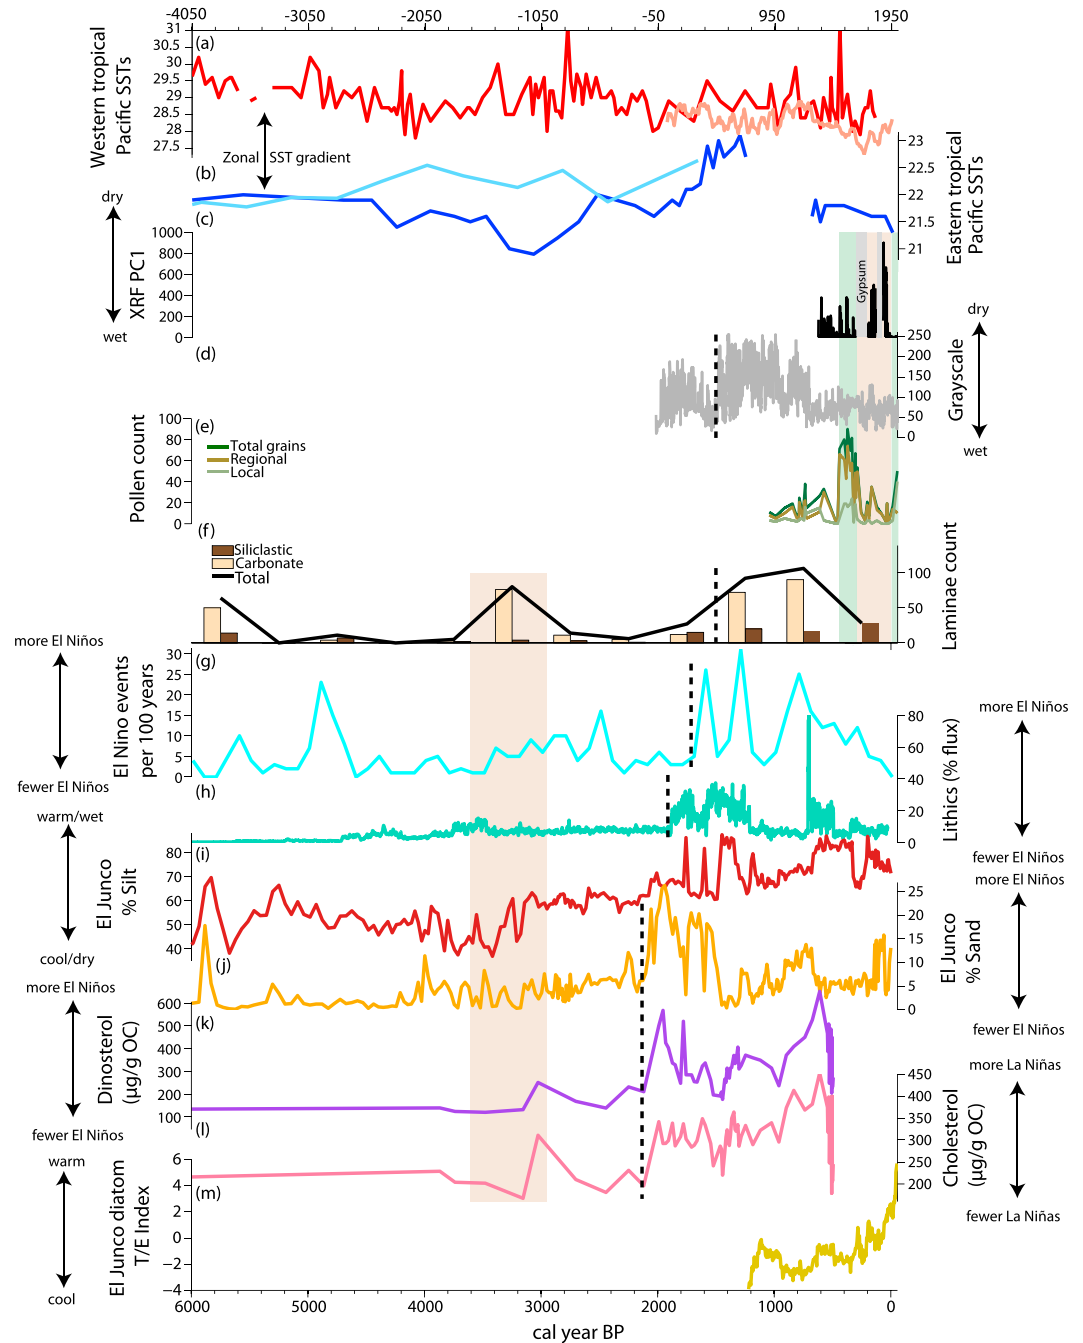 -4050 -3050 -2050 -1050 -50 950 1950
31
30.5
30
29.5
29
28.5
28
27.5
Western tropical
Pacific SSTs
(a)
Zonal SST gradient
23
22.5
22
21.5
21
Eastern tropical
Pacific SSTs
(b)
dry
wet
(c)
1000
800
600
400
200
0
XRF PC1
Gypsum
dry
wet
(d)
250
200
150
100
50
0
Grayscale
(e)
100
80
60
40
20
0
Pollen count
Total grains
Regional
Local
(f)
Siliclastic
Carbonate
Total
100
50
0
Laminae count
more El Niños
fewer El Niños
(g)
30
25
20
15
10
5
0
El Nino events
per 100 years
more El Niños
fewer El Niños
(h)
80
60
40
20
0
Lithics (% flux)
warm/wet
cool/dry
(i)
80
70
60
50
40
El Junco
% Silt
more El Niños
fewer El Niños
(j)
25
20
15
10
5
0
El Junco
% Sand
more El Niños
fewer El Niños
(k)
600
500
400
300
200
100
Dinosterol
(µg/g OC)
more La Niñas
fewer La Niñas
(l)
450
400
350
300
250
200
Cholesterol
(µg/g OC)
warm
cool
(m)
6
4
2
0
−2
−4
El Junco diatom
T/E Index
6000 5000 4000 3000 2000 1000 0
cal year BP